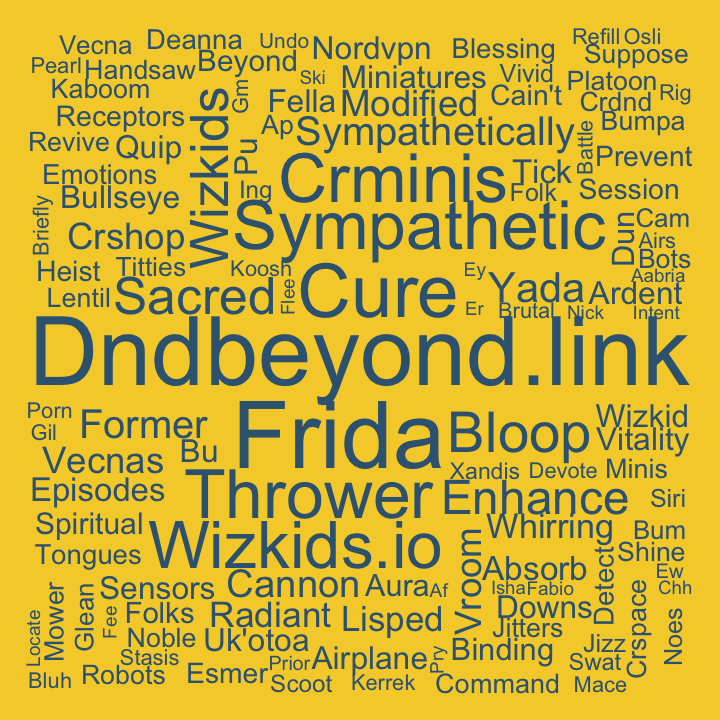 Vecna
Deanna
Undo
Nordvpn
Blessing
Refill
Osli
Pearl
Handsaw
Beyond
Ski
Miniatures
Vivid
Suppose
Kaboom
Gm
Fella
Modified
Cain't
Platoon
Rig
Receptors
Wizkids
Ap
Sympathetically
Battle
Crdnd
Bumpa
Revive
Quip
Pu
Crminis
Tick
Prevent
Emotions
Ing
Folk
Session
Bullseye
Briefly
Crshop
Sympathetic
Dun
Cam
Airs
Heist
Titties
Koosh
Cure
Ey
Yada
Bots
Aabria
Lentil
Sacred
Flee
Er
Brutal
Nick
Ardent
Intent
Dndbeyond.link
Porn
Gil
Former
Frida
Bloop
Wizkid
Vitality
Vecnas
Bu
Xandis
Devote
Minis
Episodes
Thrower
Enhance
Siri
Spiritual
Wizkids.io
Whirring
Bum
Tongues
Vroom
Absorb
Detecto
Shine
Sensors
Cannon
Aura
Af
Isha
Fabio
Ew
Chh
Mower
Glean
Fee
Folks
Radiant
Lisped
Downs
Jitters
Crspace
Noes
Locate
Noble
Uk'otoa
Binding
Jizz
Stasis
Prior
Airplane
Pry
Swat
Bluh
Robots
Esmer
Scoot
Kerrek
Command
Mace